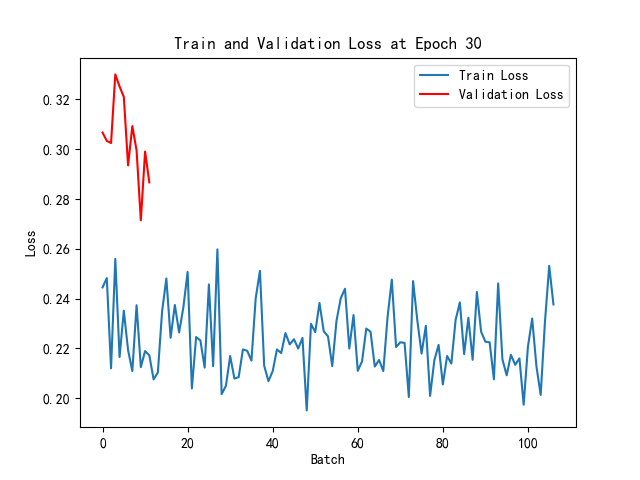 Train and Validation Loss at Epoch 30
Train Loss
Validation Loss
0.32
0.30
0.28
0.26
0.24
0.22
0.20
Loss
0 20 40 60 80 100
Batch